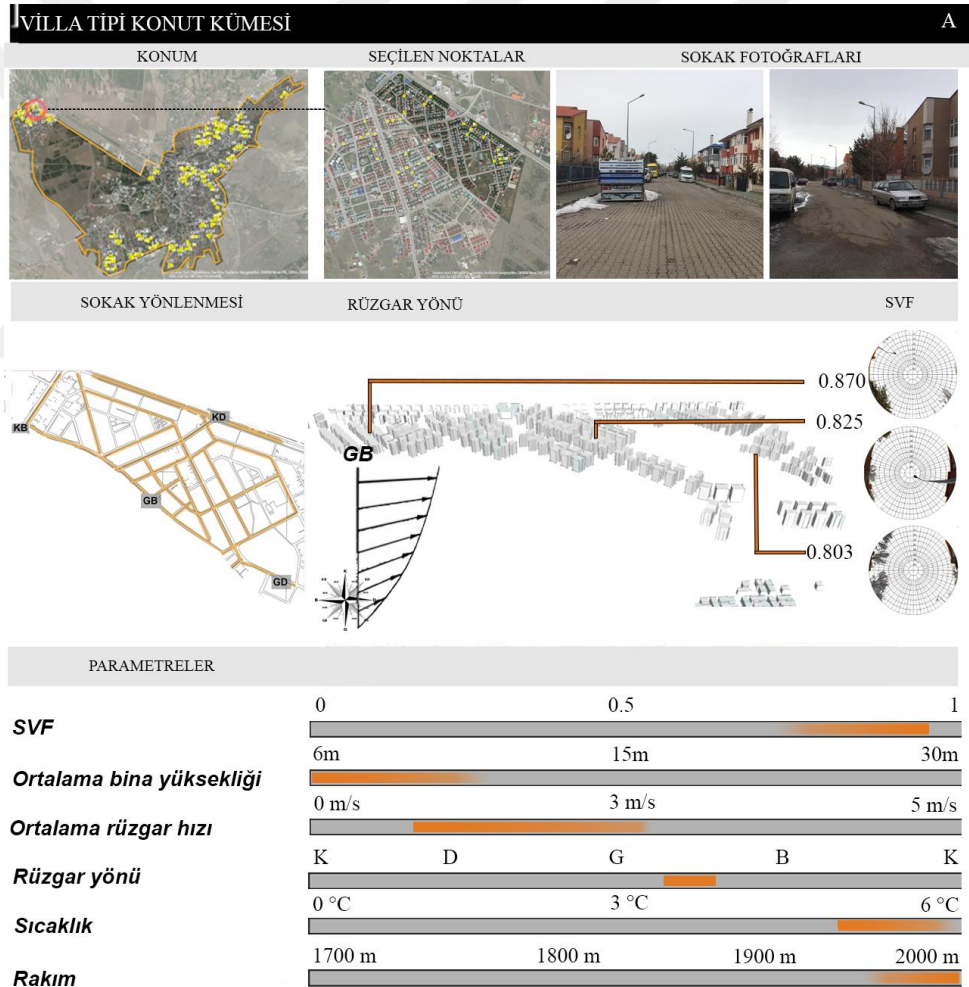 VİLLA TİPİ KONUT KÜMESİ A
KONUM SEÇİLEN NOKTALAR SOKAK FOTOĞRAFLARI
SOKAK YÖNLENMESİ RÜZGAR YÖNÜ SVF
KB
KD
GB
GD
GB
0.870
0.825
0.803
PARAMETRELER
SVF
0 0.5 1
Ortalama bina yüksekliği
6m 15m 30m
Ortalama rüzgar hızı
0 m/s 3 m/s 5 m/s
Rüzgar yönü
K D G B K
Sıcaklık
0 °C 3 °C 6 °C
Rakım
1700 m 1800 m 1900 m 2000 m